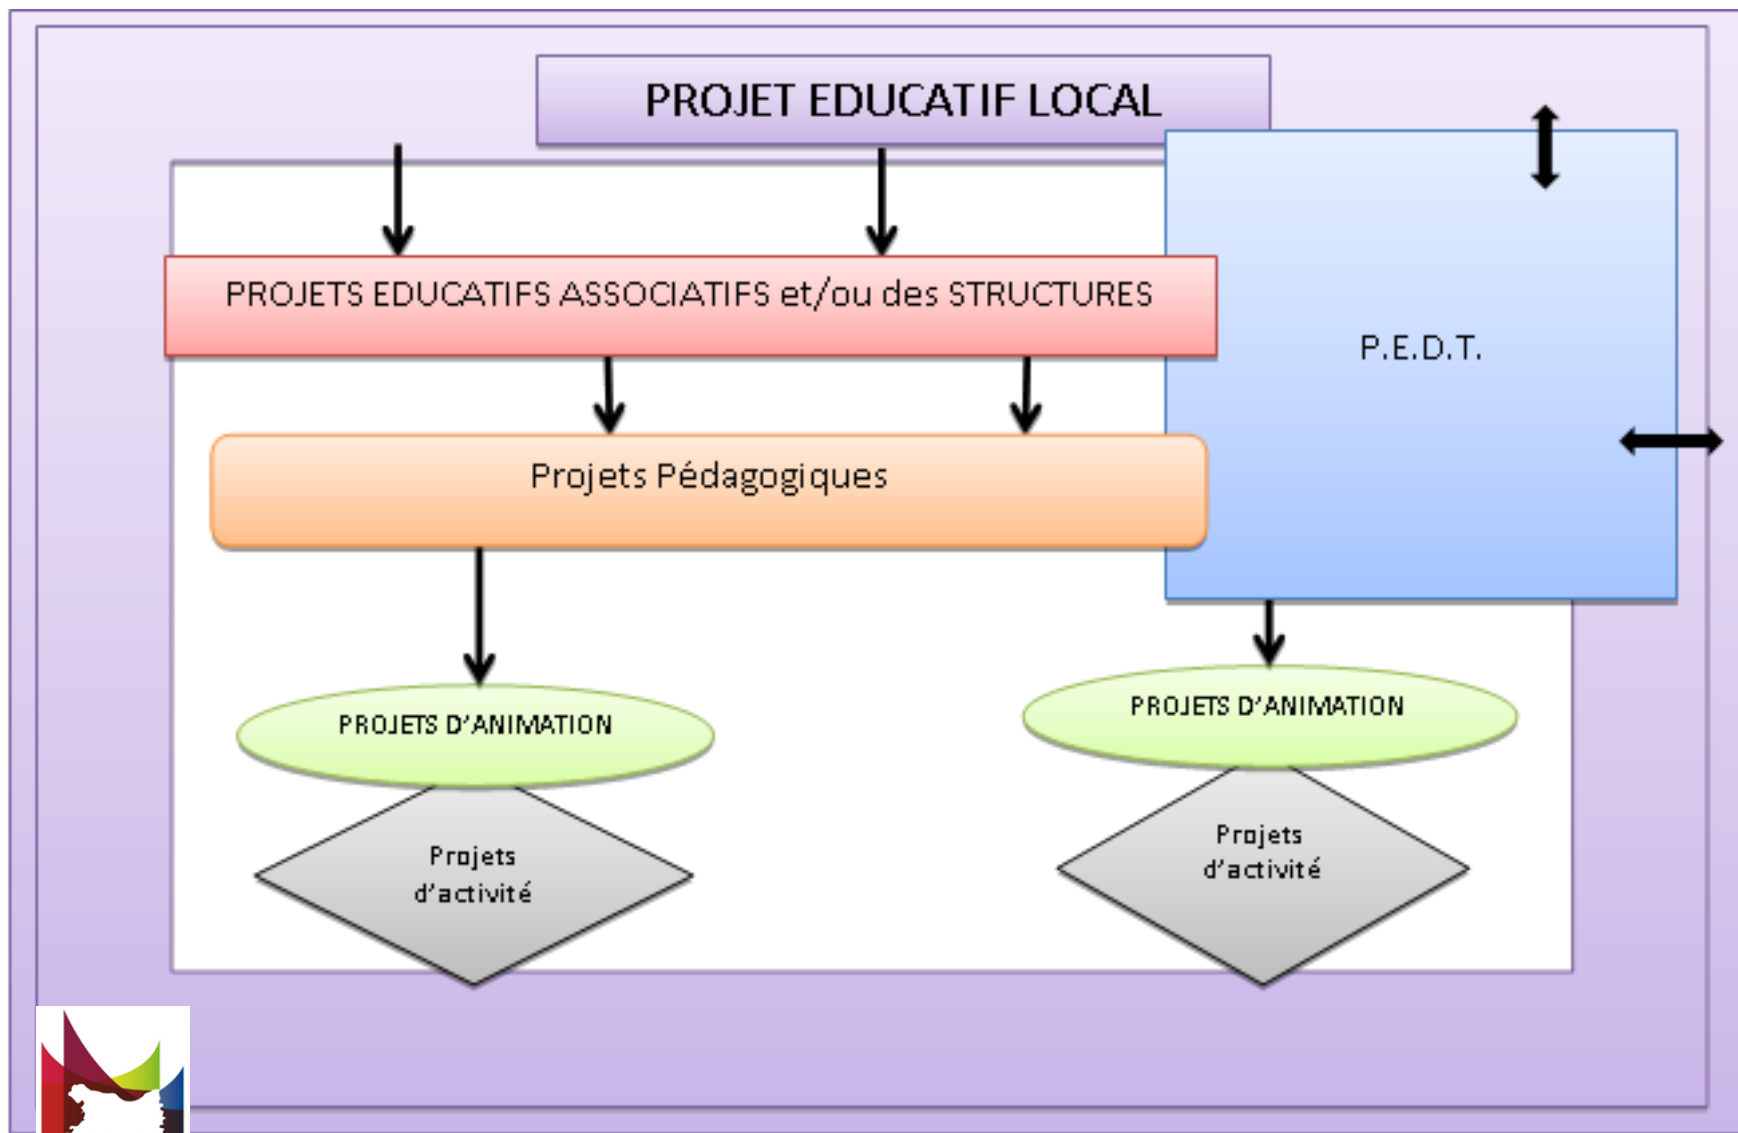 PROJET EDUCATIF LOCAL
PROJETS EDUCATIFS ASSOCIATIFS et/ou des STRUCTURES
P.E.D.T.
Projets Pédagogiques
PROJETS D'ANIMATION
PROJETS D'ANIMATION
Projets
d'activité
Projets
d'activité